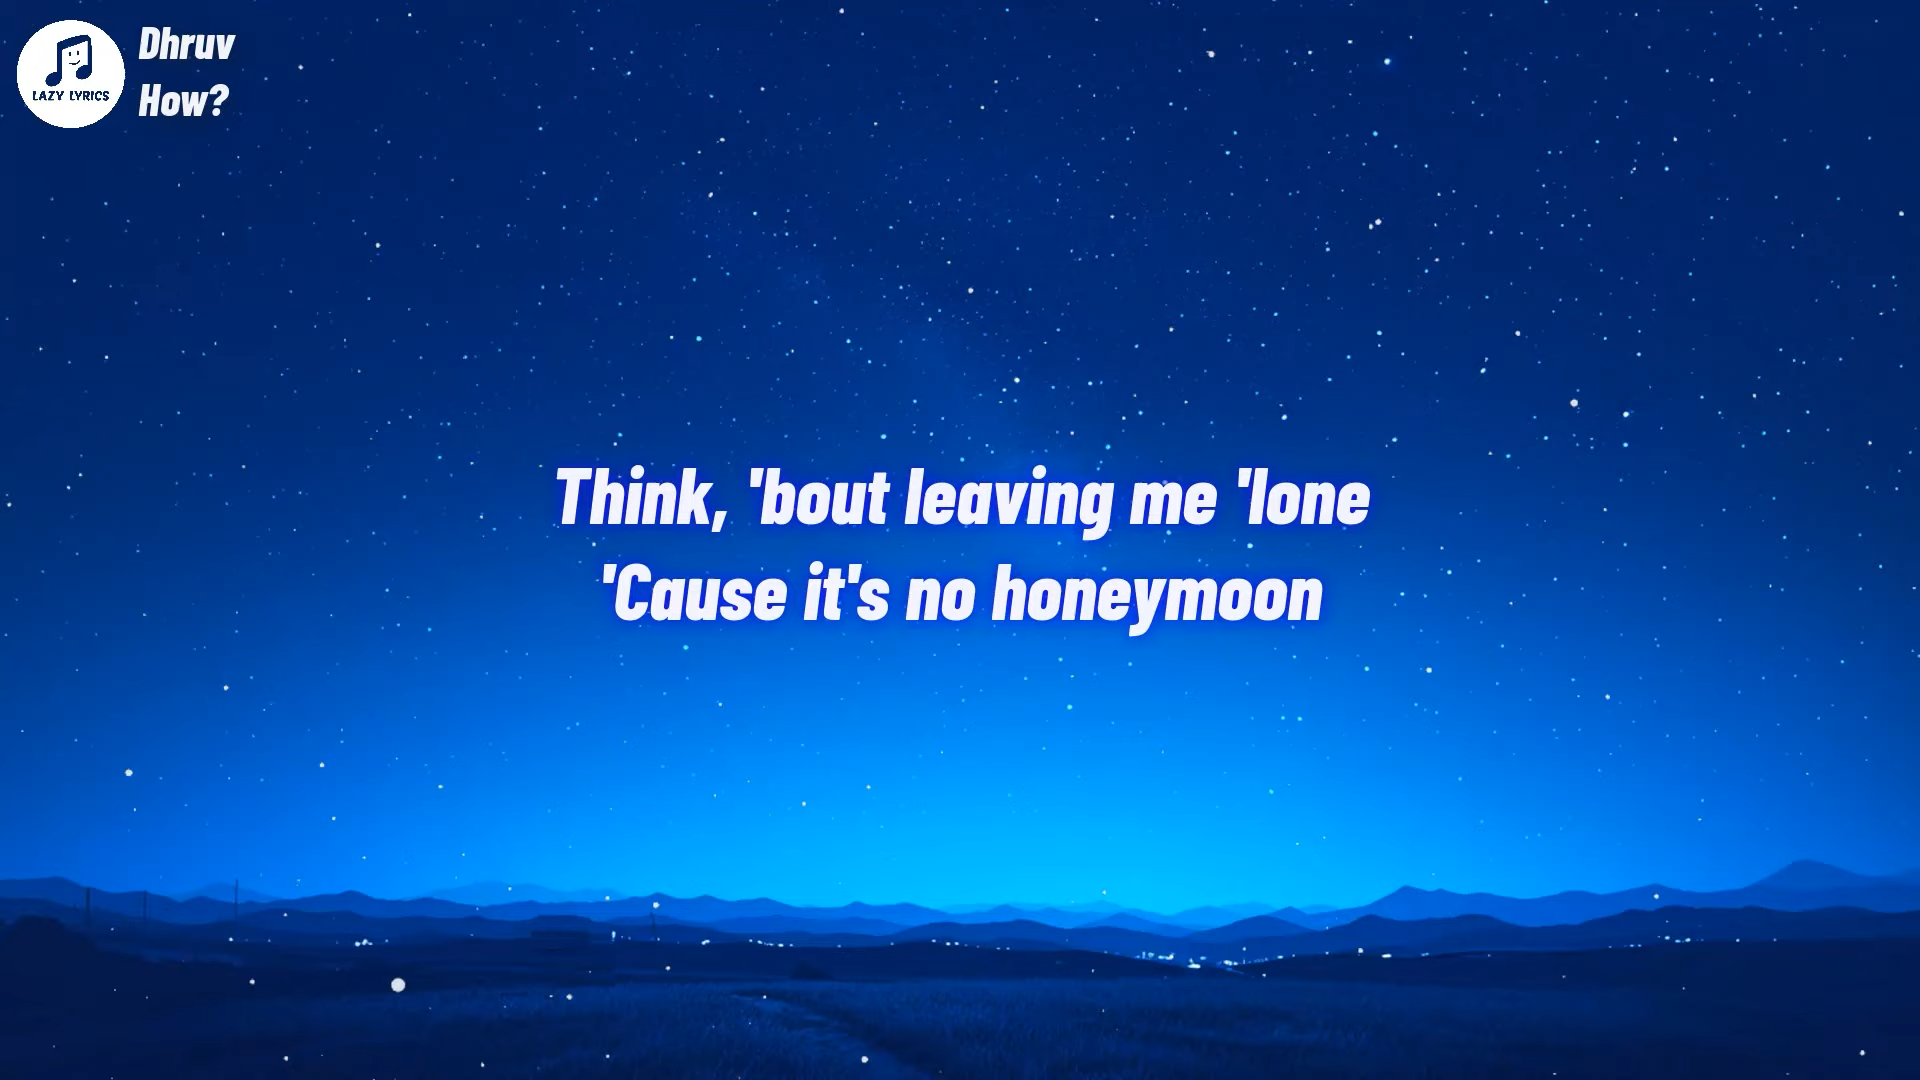 LAZY LYRICS
Dhruv
How?
Think, 'bout leaving me 'lone
'Cause it's no honeymoon